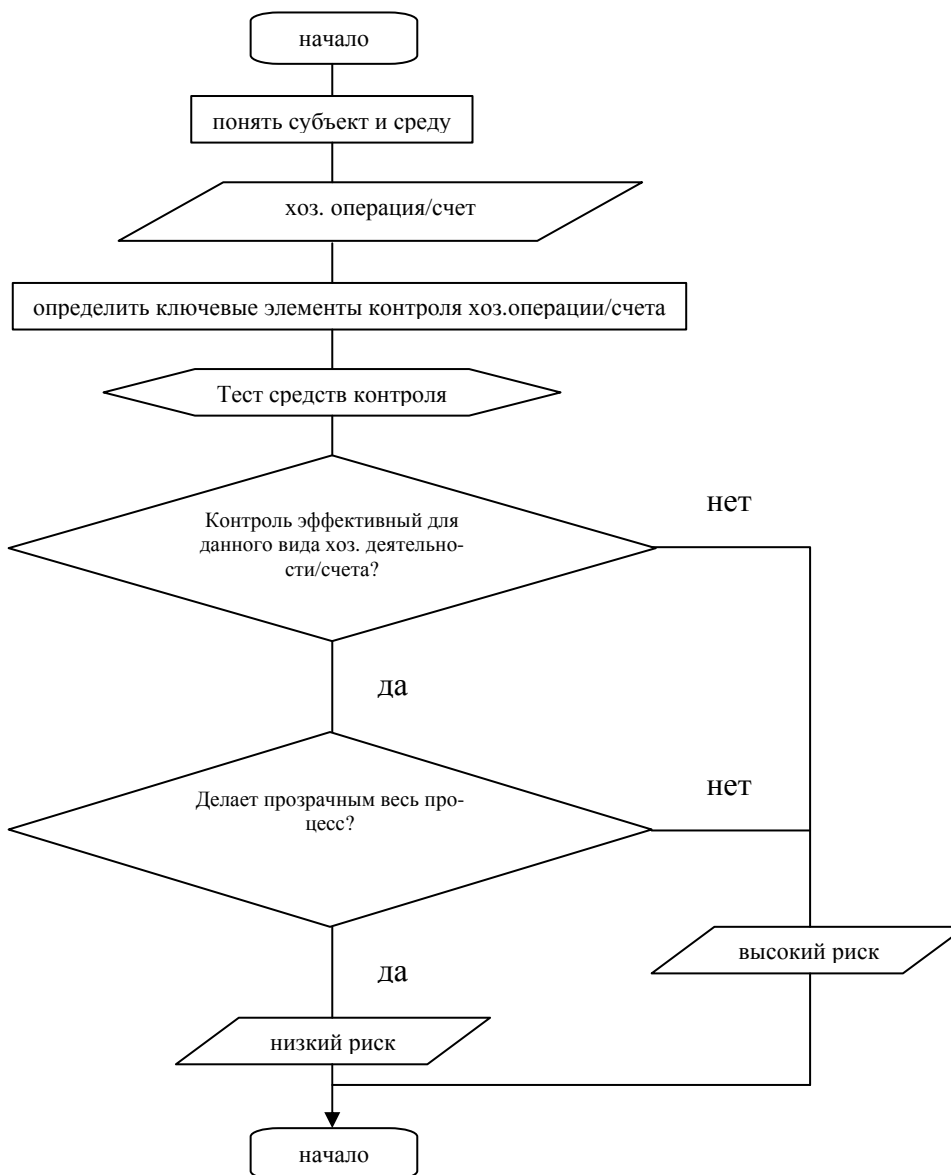 начало
понять субъект и среду
хоз. операция/счет
определить ключевые элементы контроля хоз.операции/счета
Тест средств контроля
нет
Контроль эффективный для
данного вида хоз. деятельно-
сти/счета?
да
нет
Делает прозрачным весь про-
цесс?
высокий риск
да
низкий риск
начало